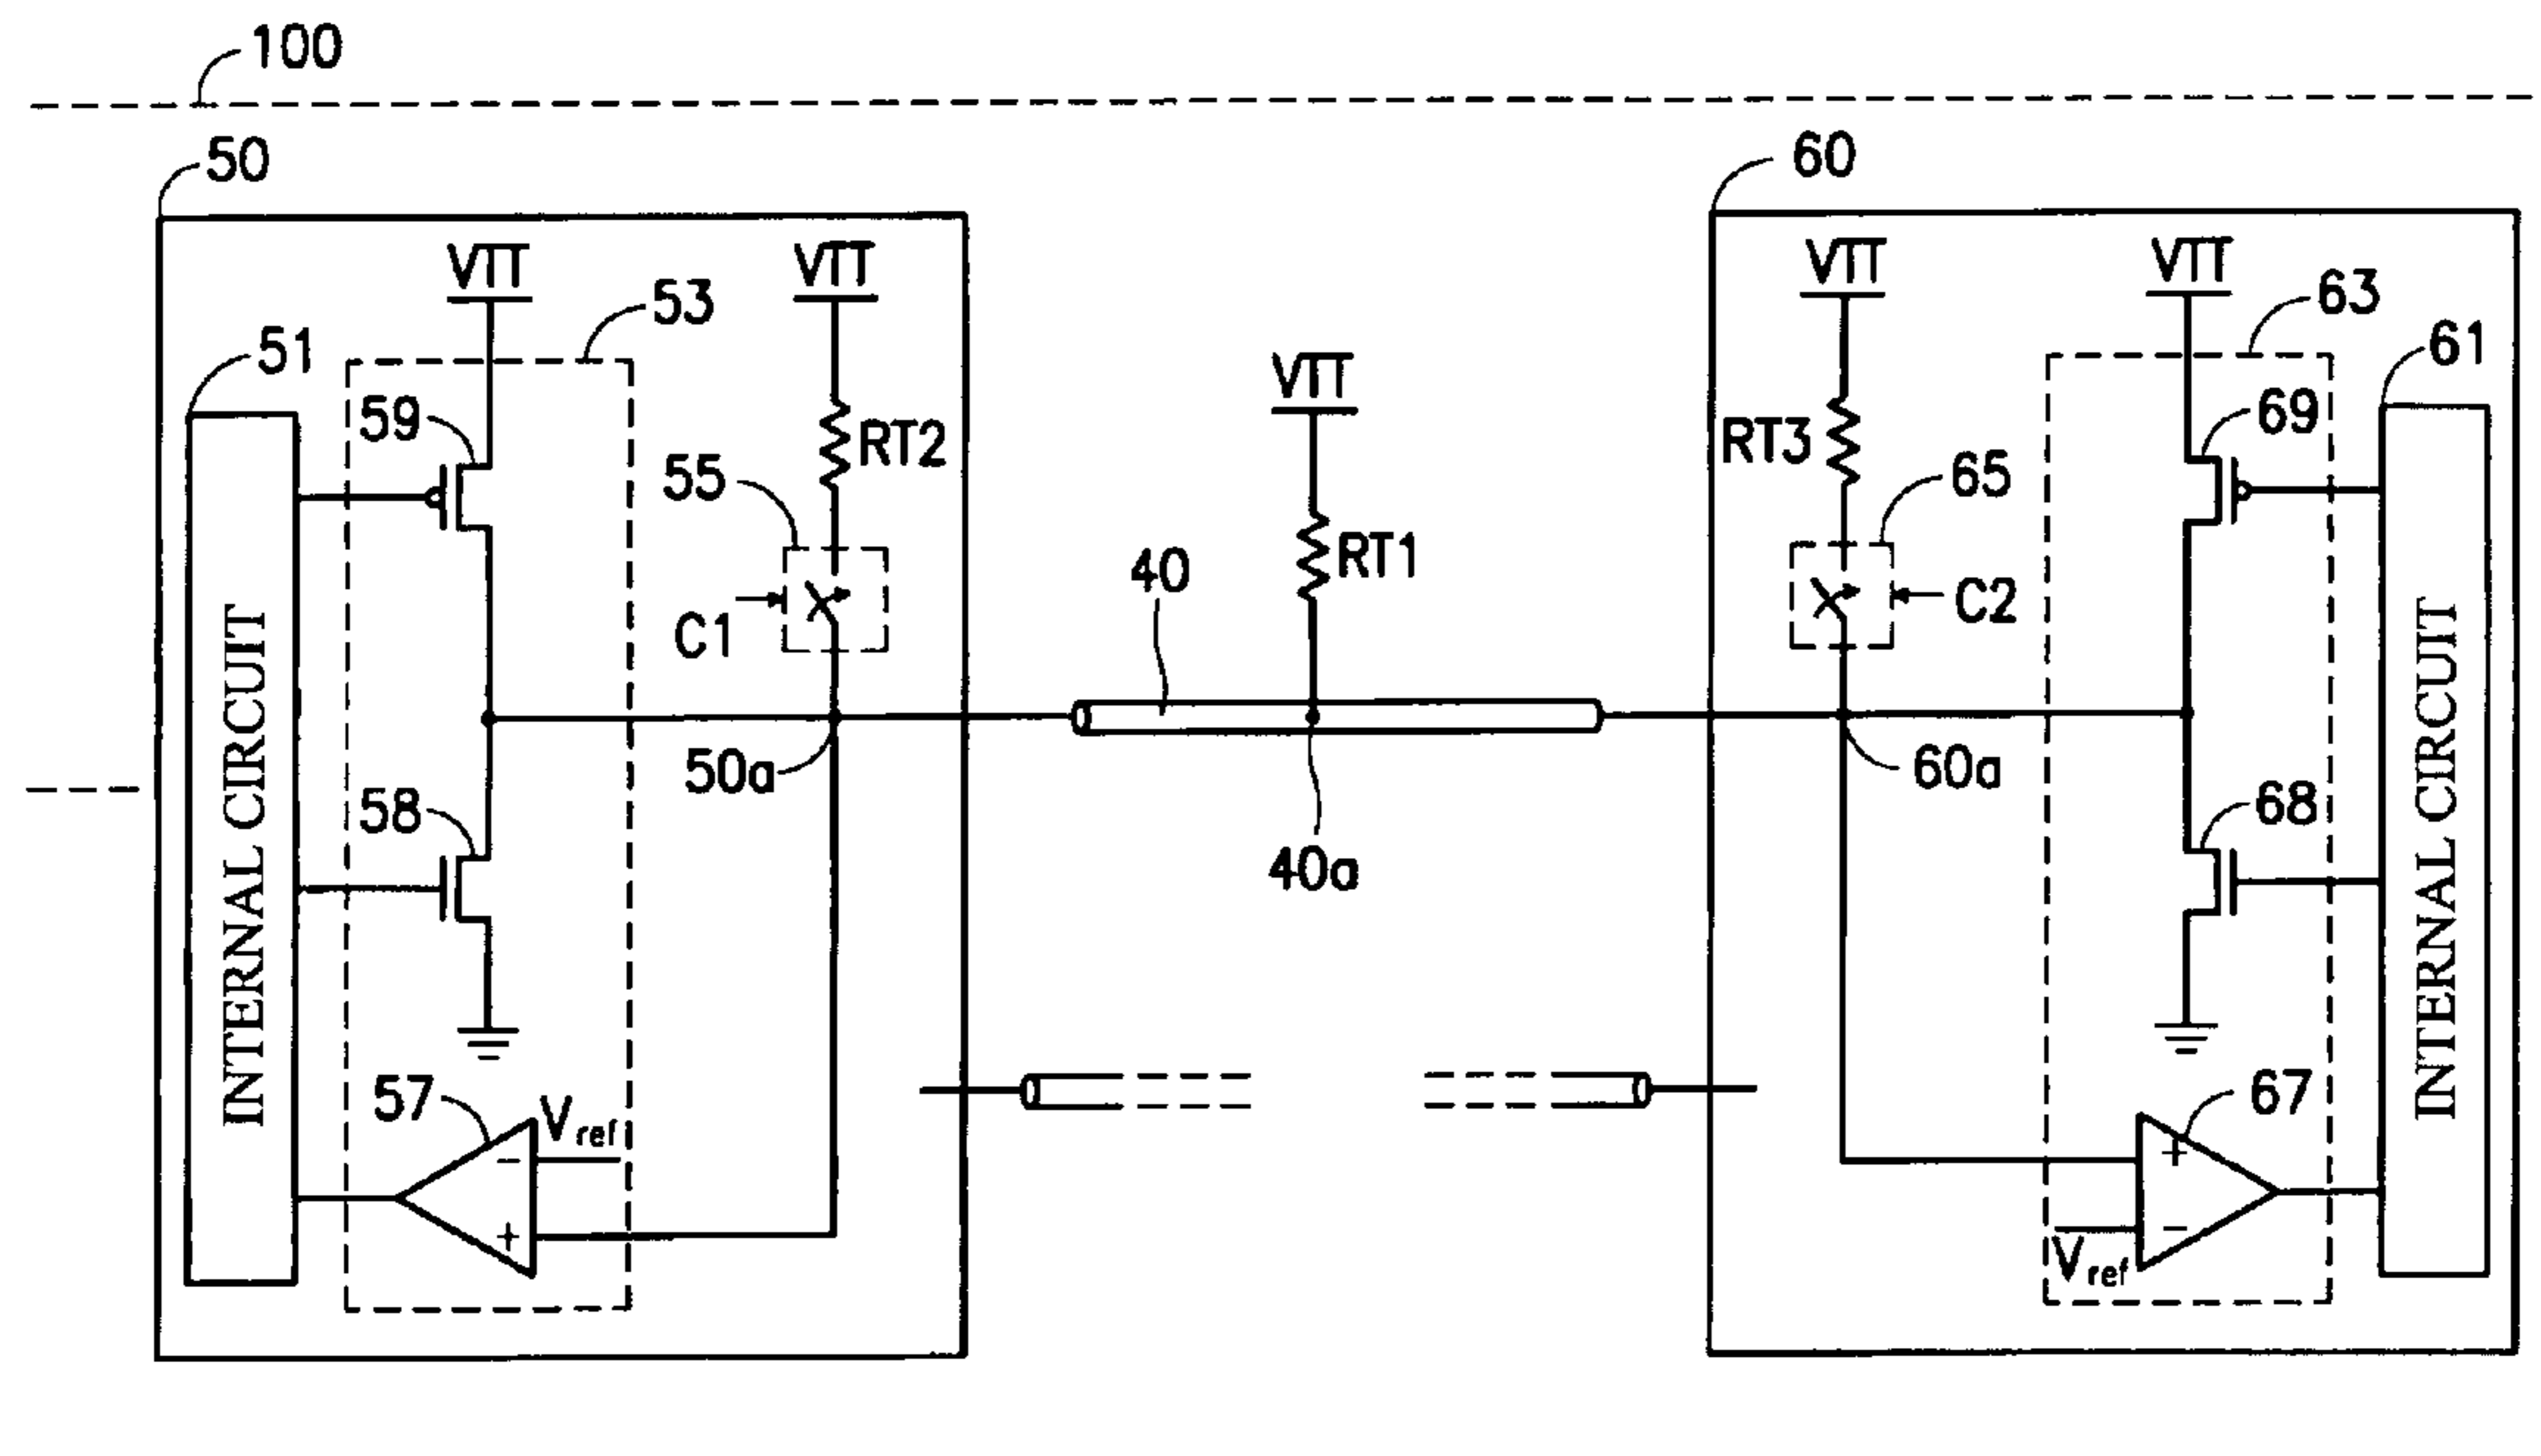 100
50
60
VTT
VTT
VTT
VTT
53
63
51
61
VTT
59
69
RT2
RT3
55
65
RT1
40
C1
C2
INTERNAL CIRCUIT
INTERNAL CIRCUIT
50a
60a
58
68
40a
57
Vref
67
-
+
+
-
Vref